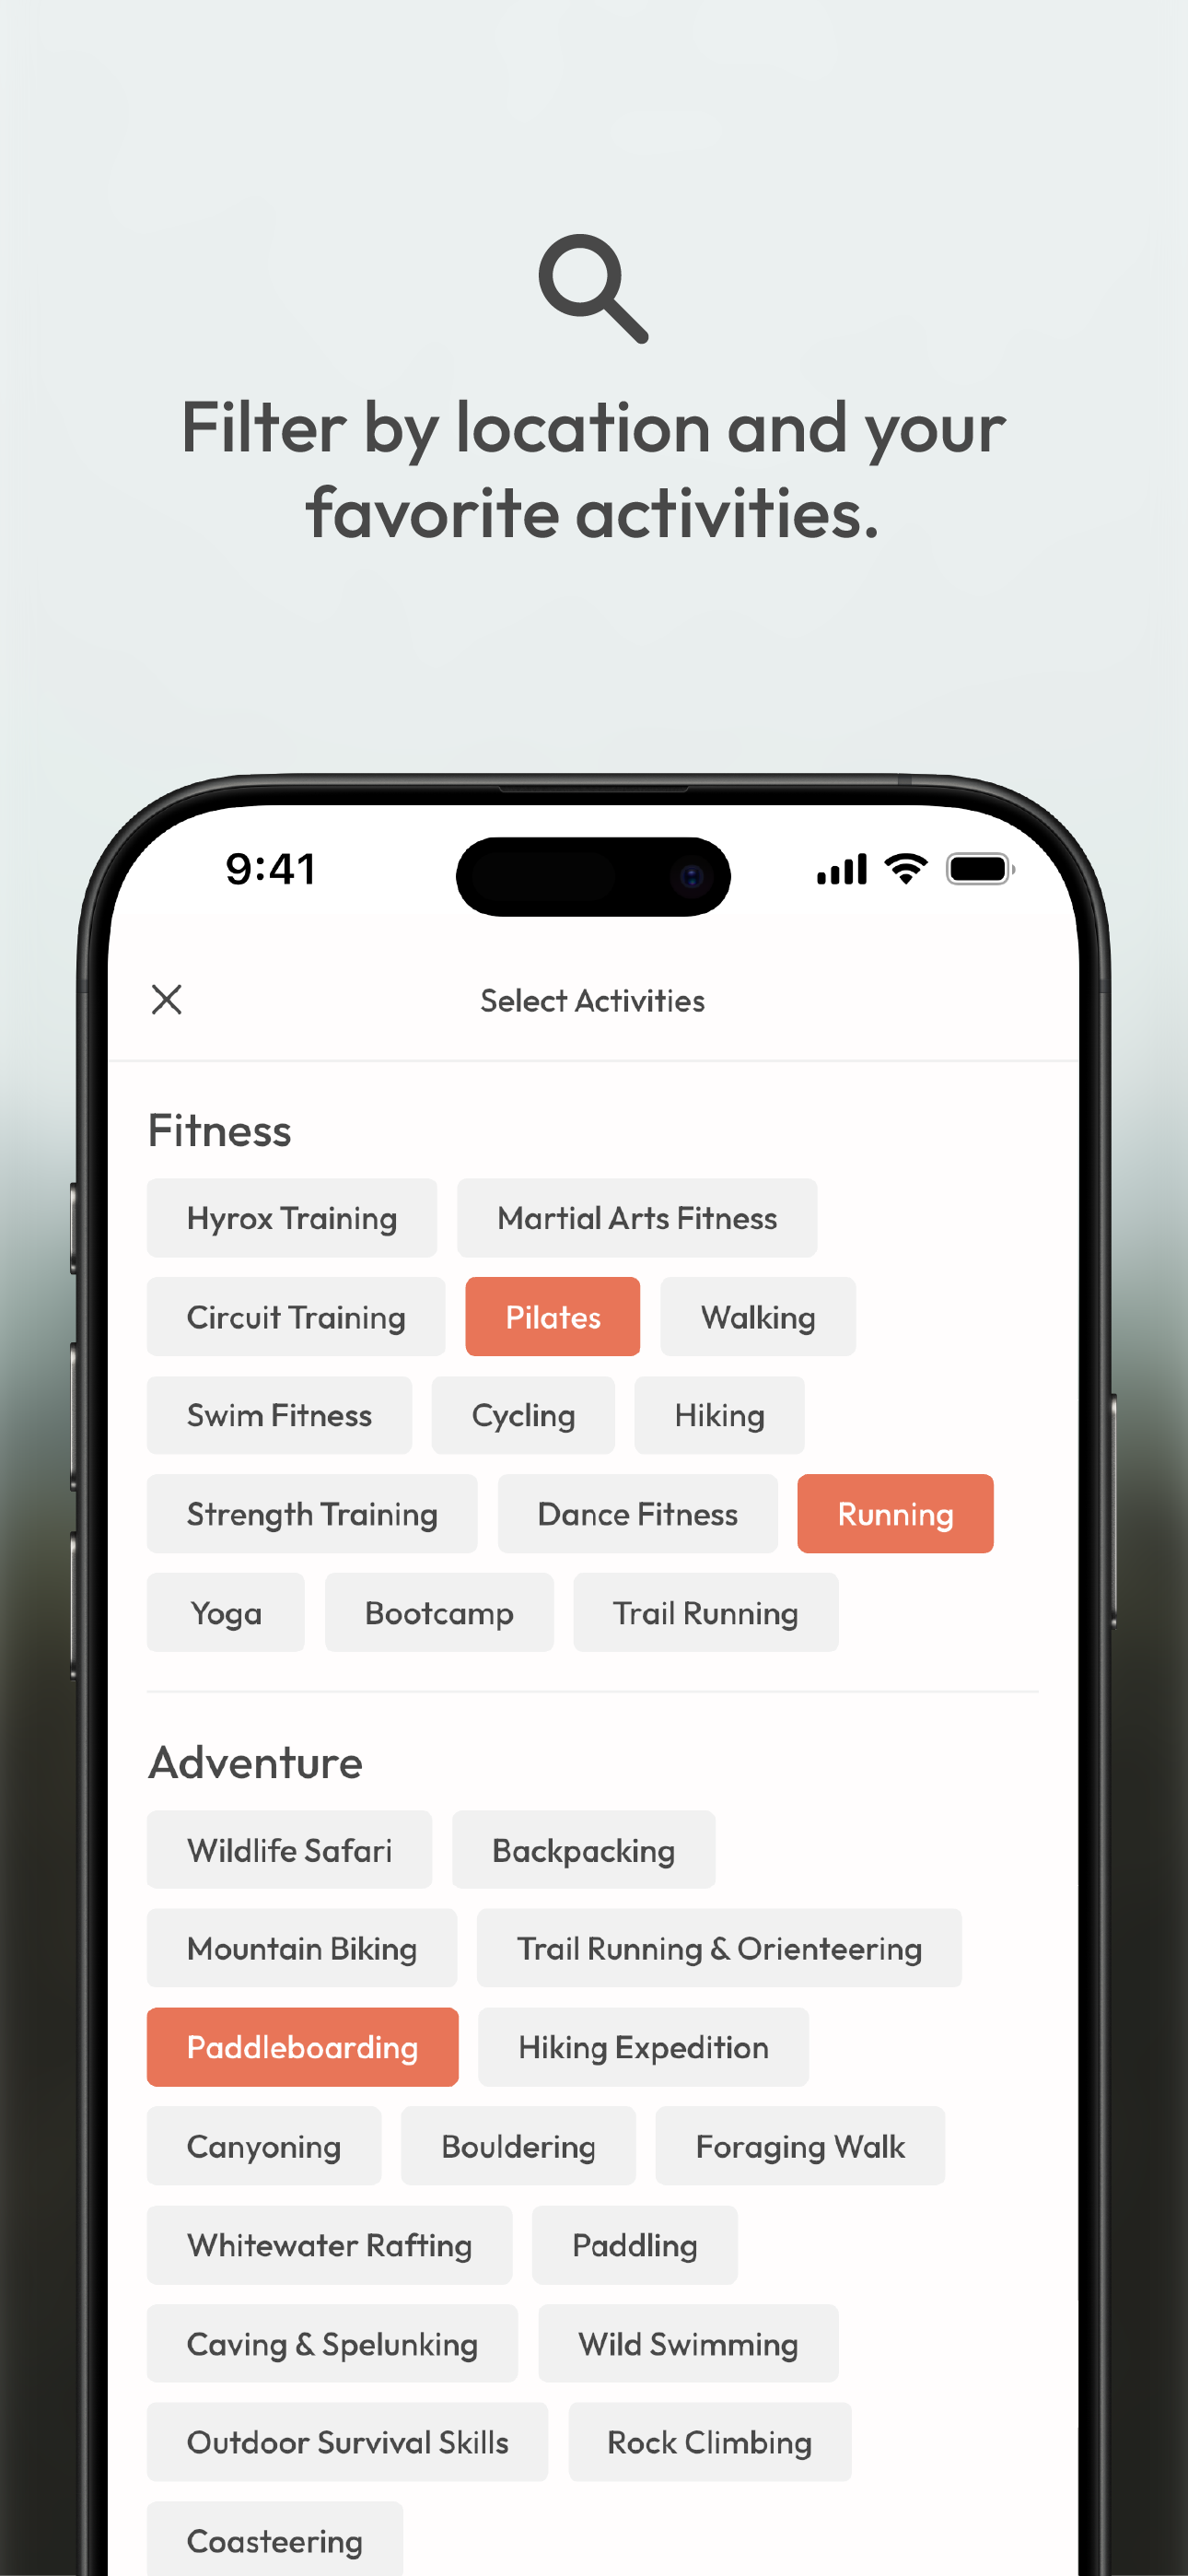 Filter by location and your
favorite activities.
9:41
Select Activities
Fitness
Hyrox Training Martial Arts Fitness
Circuit Training Pilates Walking
Swim Fitness Cycling Hiking
Strength Training Dance Fitness Running
Yoga Bootcamp Trail Running
Adventure
Wildlife Safari Backpacking
Mountain Biking Trail Running & Orienteering
Paddleboarding Hiking Expedition
Canyoning Bouldering Foraging Walk
Whitewater Rafting Paddling
Caving & Spelunking Wild Swimming
Outdoor Survival Skills Rock Climbing
Coasteering